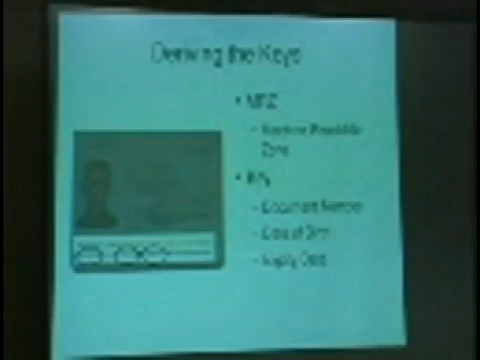 Deriving the Keys
• MRZ
– Machine Readable
Zone
– Document Number
– Date of Birth
– Expiry Date